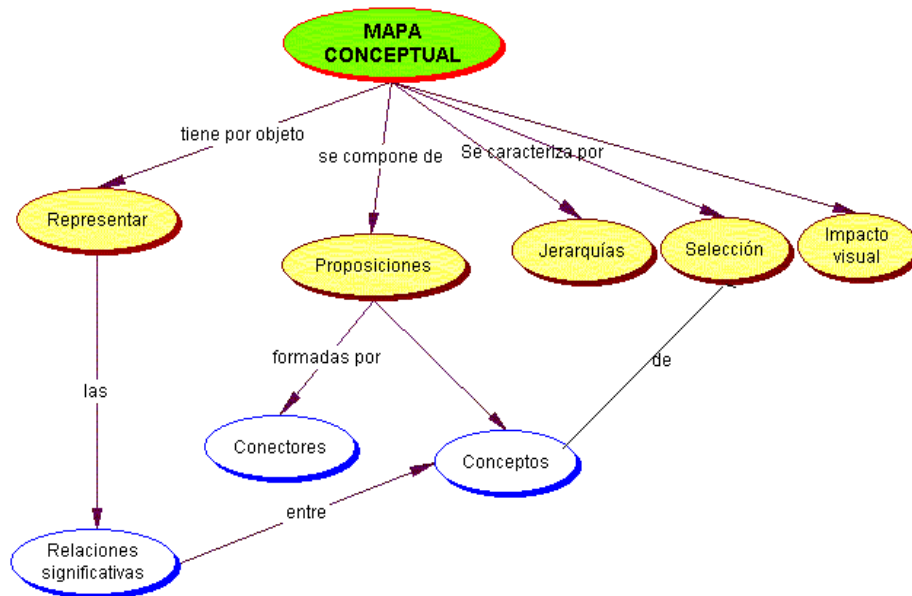 MAPA
CONCEPTUAL
tiene por objeto
se compone de
Se caracteriza por
Representar
Proposiciones
Jerarquías
Selección
Impacto
visual
formadas por
de
las
Conectores
Conceptos
entre
Relaciones
significativas